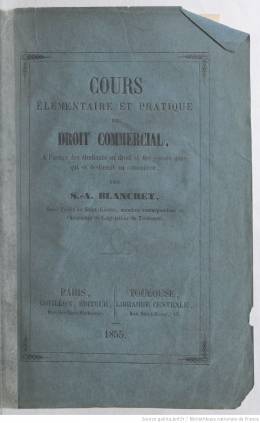 COURS
ÉLÉMENTAIRE ET PRATIQUE
DE
DROIT COMMERCIAL,
A l'usage des étudiants en droit et des jeunes gens
qui se destinent au commerce
PAR
S.-A. BLANCHET,
PARIS,
COTILLON, ÉDITEUR,
TOULOUSE,
LIBRAIRIE CENTRALE,
1855.
Source gallica.bnf.fr / Bibliothèque nationale de France